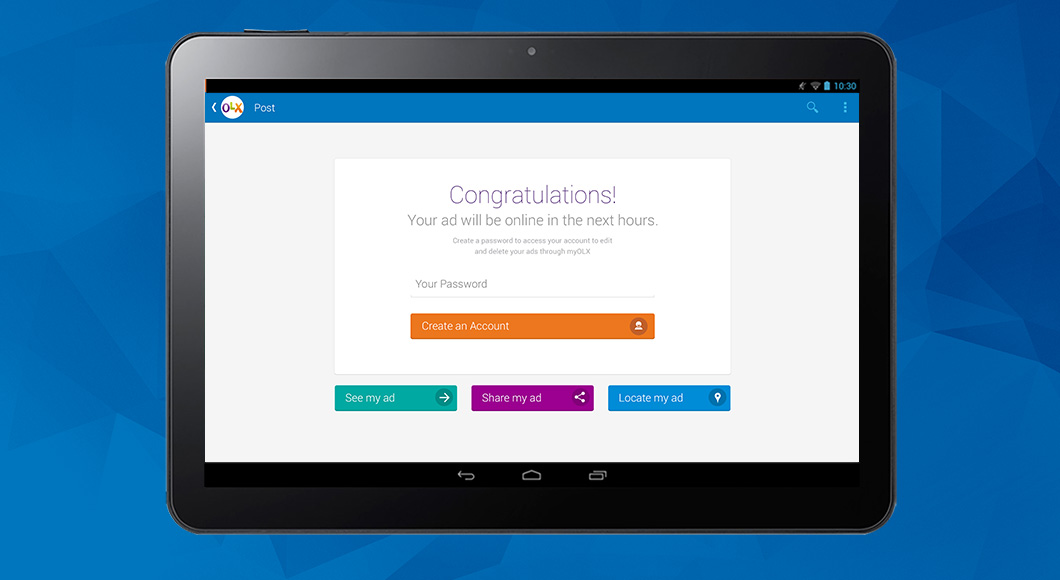 10:30
OLX Post
Congratulations!
Your ad will be online in the next hours.
Create a password to access your account to edit
and delete your ads through myOLX
Your Password
Create an Account
See my ad
Share my ad
Locate my ad